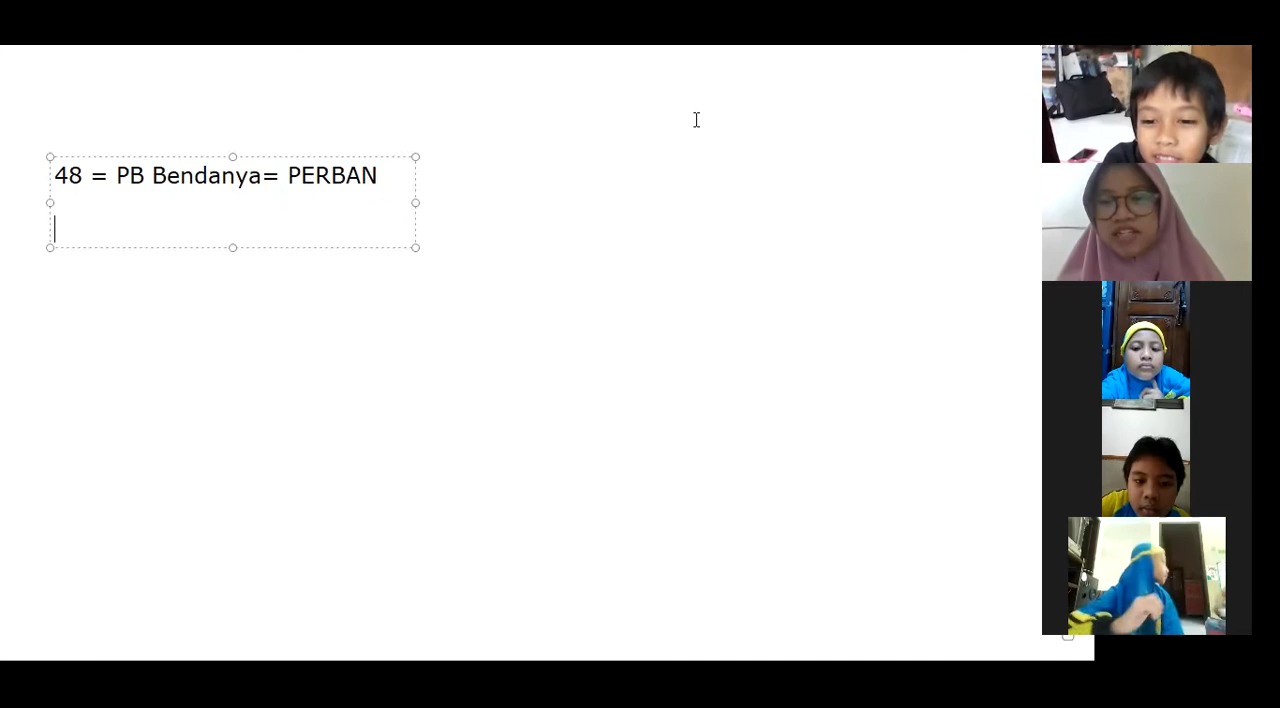 48 = PB Bendanya= PERBAN